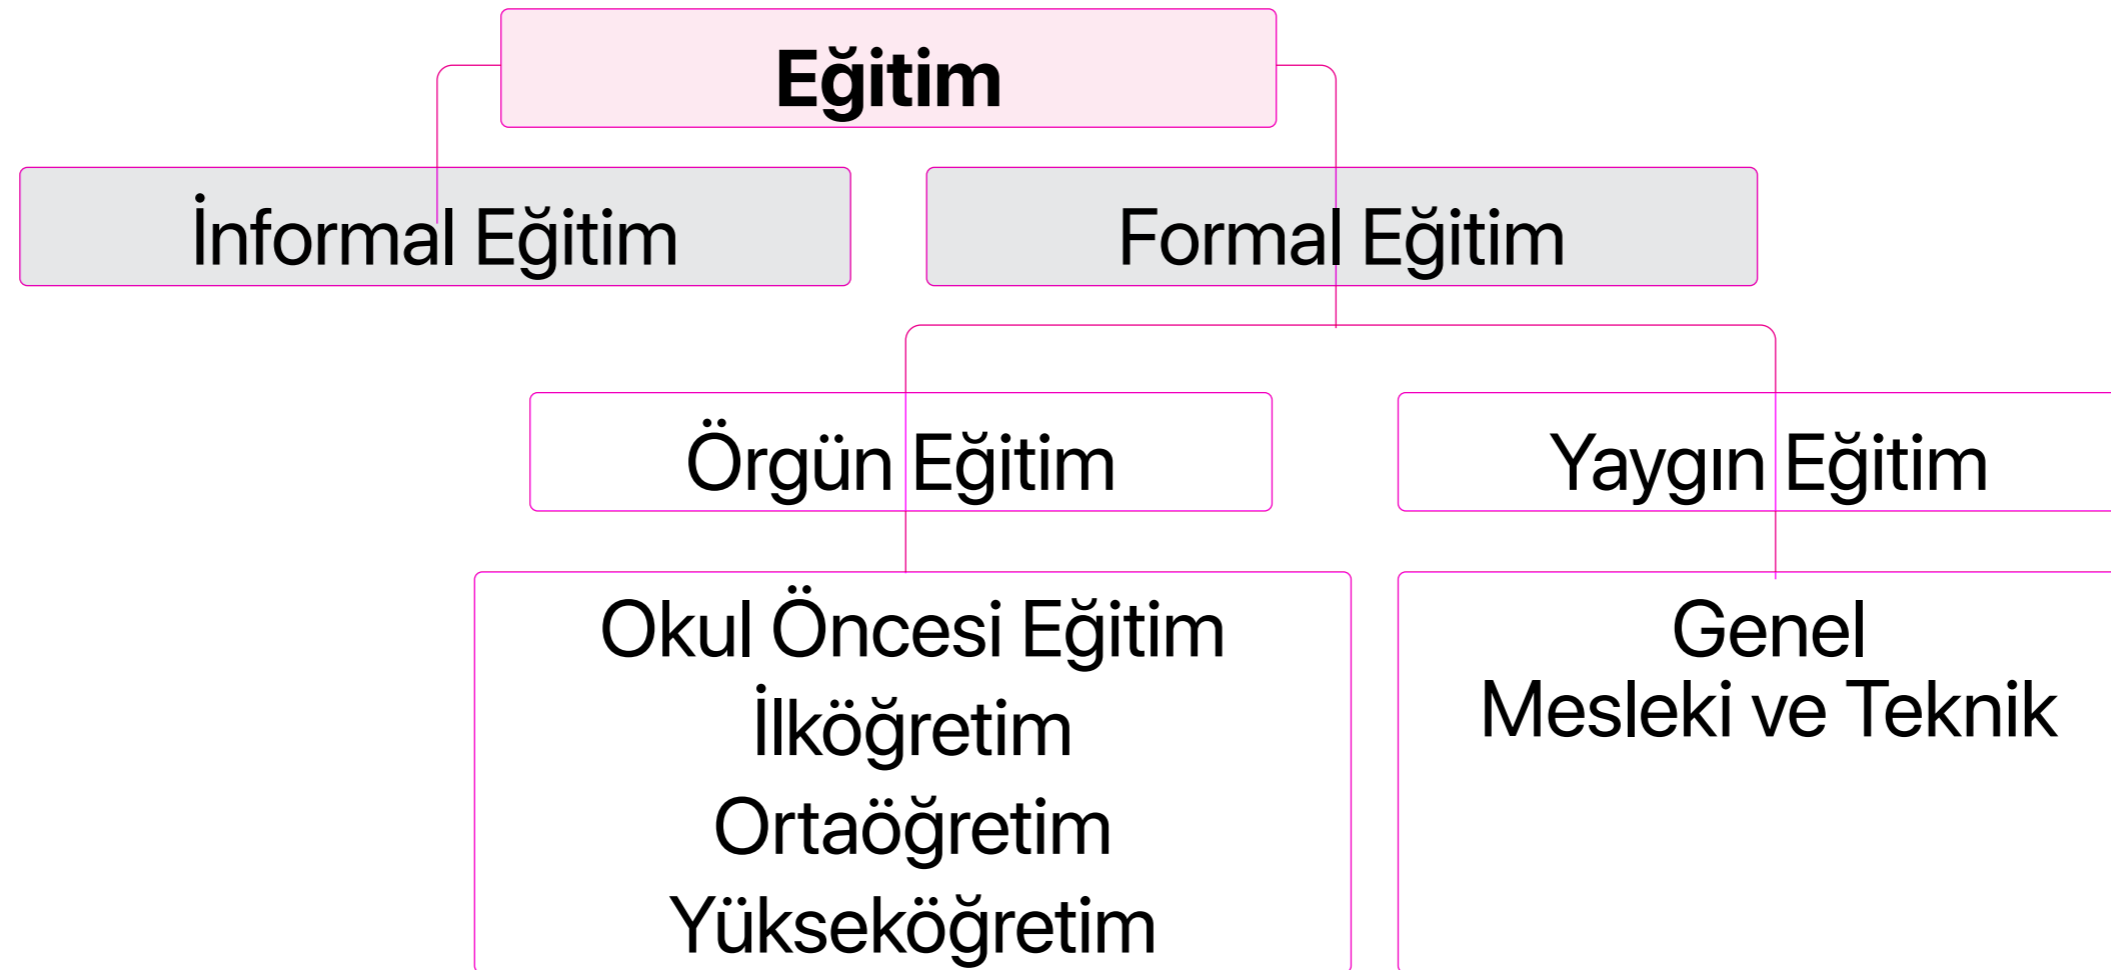 Eğitim
İnformal Eğitim
Formal Eğitim
Örgün Eğitim
Yaygın Eğitim
Okul Öncesi Eğitim
İlköğretim
Ortaöğretim
Yükseköğretim
Genel
Mesleki ve Teknik